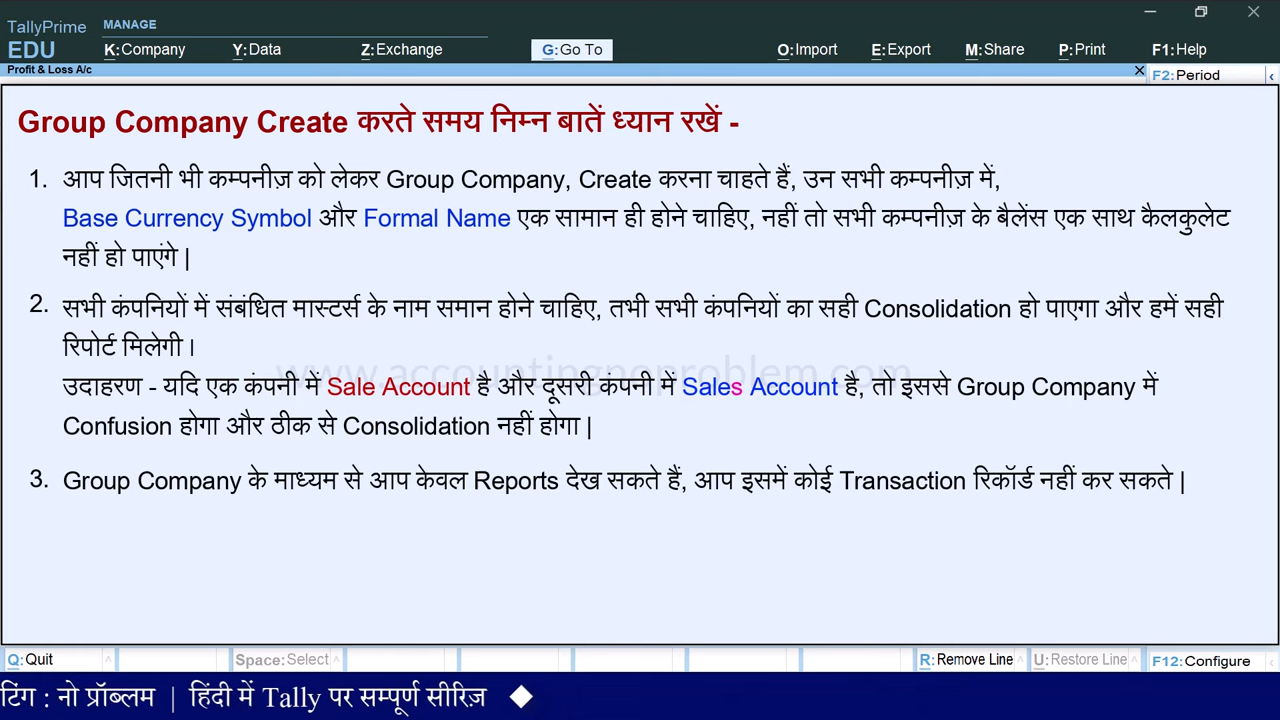 TallyPrime
EDU
MANAGE
K:Company Y:Data Z:Exchange G:Go To O:Import E:Export M:Share P:Print F1:Help
Profit & Loss A/c
F2:Period
Group Company Create करते समय निम्न बातें ध्यान रखें -
1. आप जितनी भी कम्पनीज़ को लेकर Group Company, Create करना चाहते हैं, उन सभी कम्पनीज़ में,
Base Currency Symbol और Formal Name एक सामान ही होने चाहिए, नहीं तो सभी कम्पनीज़ के बैलेंस एक साथ कैलकुलेट
नहीं हो पाएंगे |
2. सभी कंपनियों में संबंधित मास्टर्स के नाम समान होने चाहिए, तभी सभी कंपनियों का सही Consolidation हो पाएगा और हमें सही
रिपोर्ट मिलेगी ।
www.accountingnoproblem.com
उदाहरण - यदि एक कंपनी में Sale Account है और दूसरी कंपनी में Sales Account है, तो इससे Group Company में
Confusion होगा और ठीक से Consolidation नहीं होगा |
3. Group Company के माध्यम से आप केवल Reports देख सकते हैं, आप इसमें कोई Transaction रिकॉर्ड नहीं कर सकते |
Q:Quit Space:Select R:Remove Line U:Restore Line F12:Configure
टिंग : नो प्रॉब्लम | हिंदी में Tally पर सम्पूर्ण सीरिज़ ◆